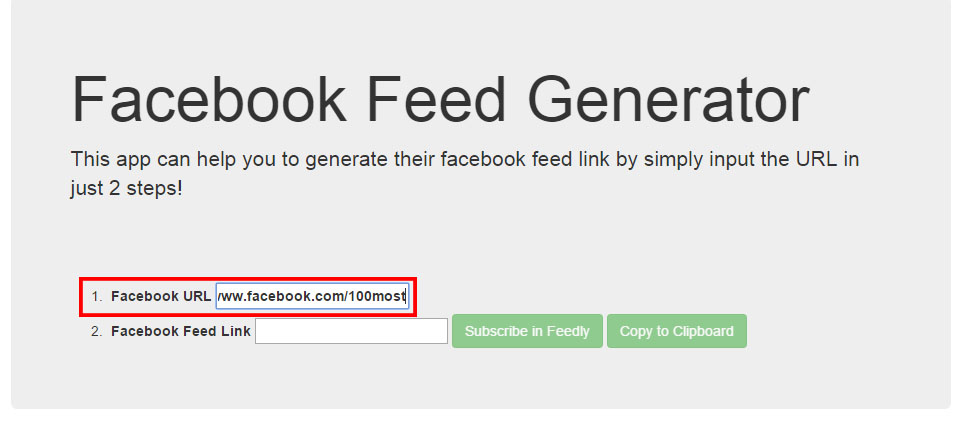 Facebook Feed Generator
This app can help you to generate their facebook feed link by simply input the URL in
just 2 steps!
1. Facebook URL /ww.facebook.com/100most
2. Facebook Feed Link Subscribe in Feedly Copy to Clipboard